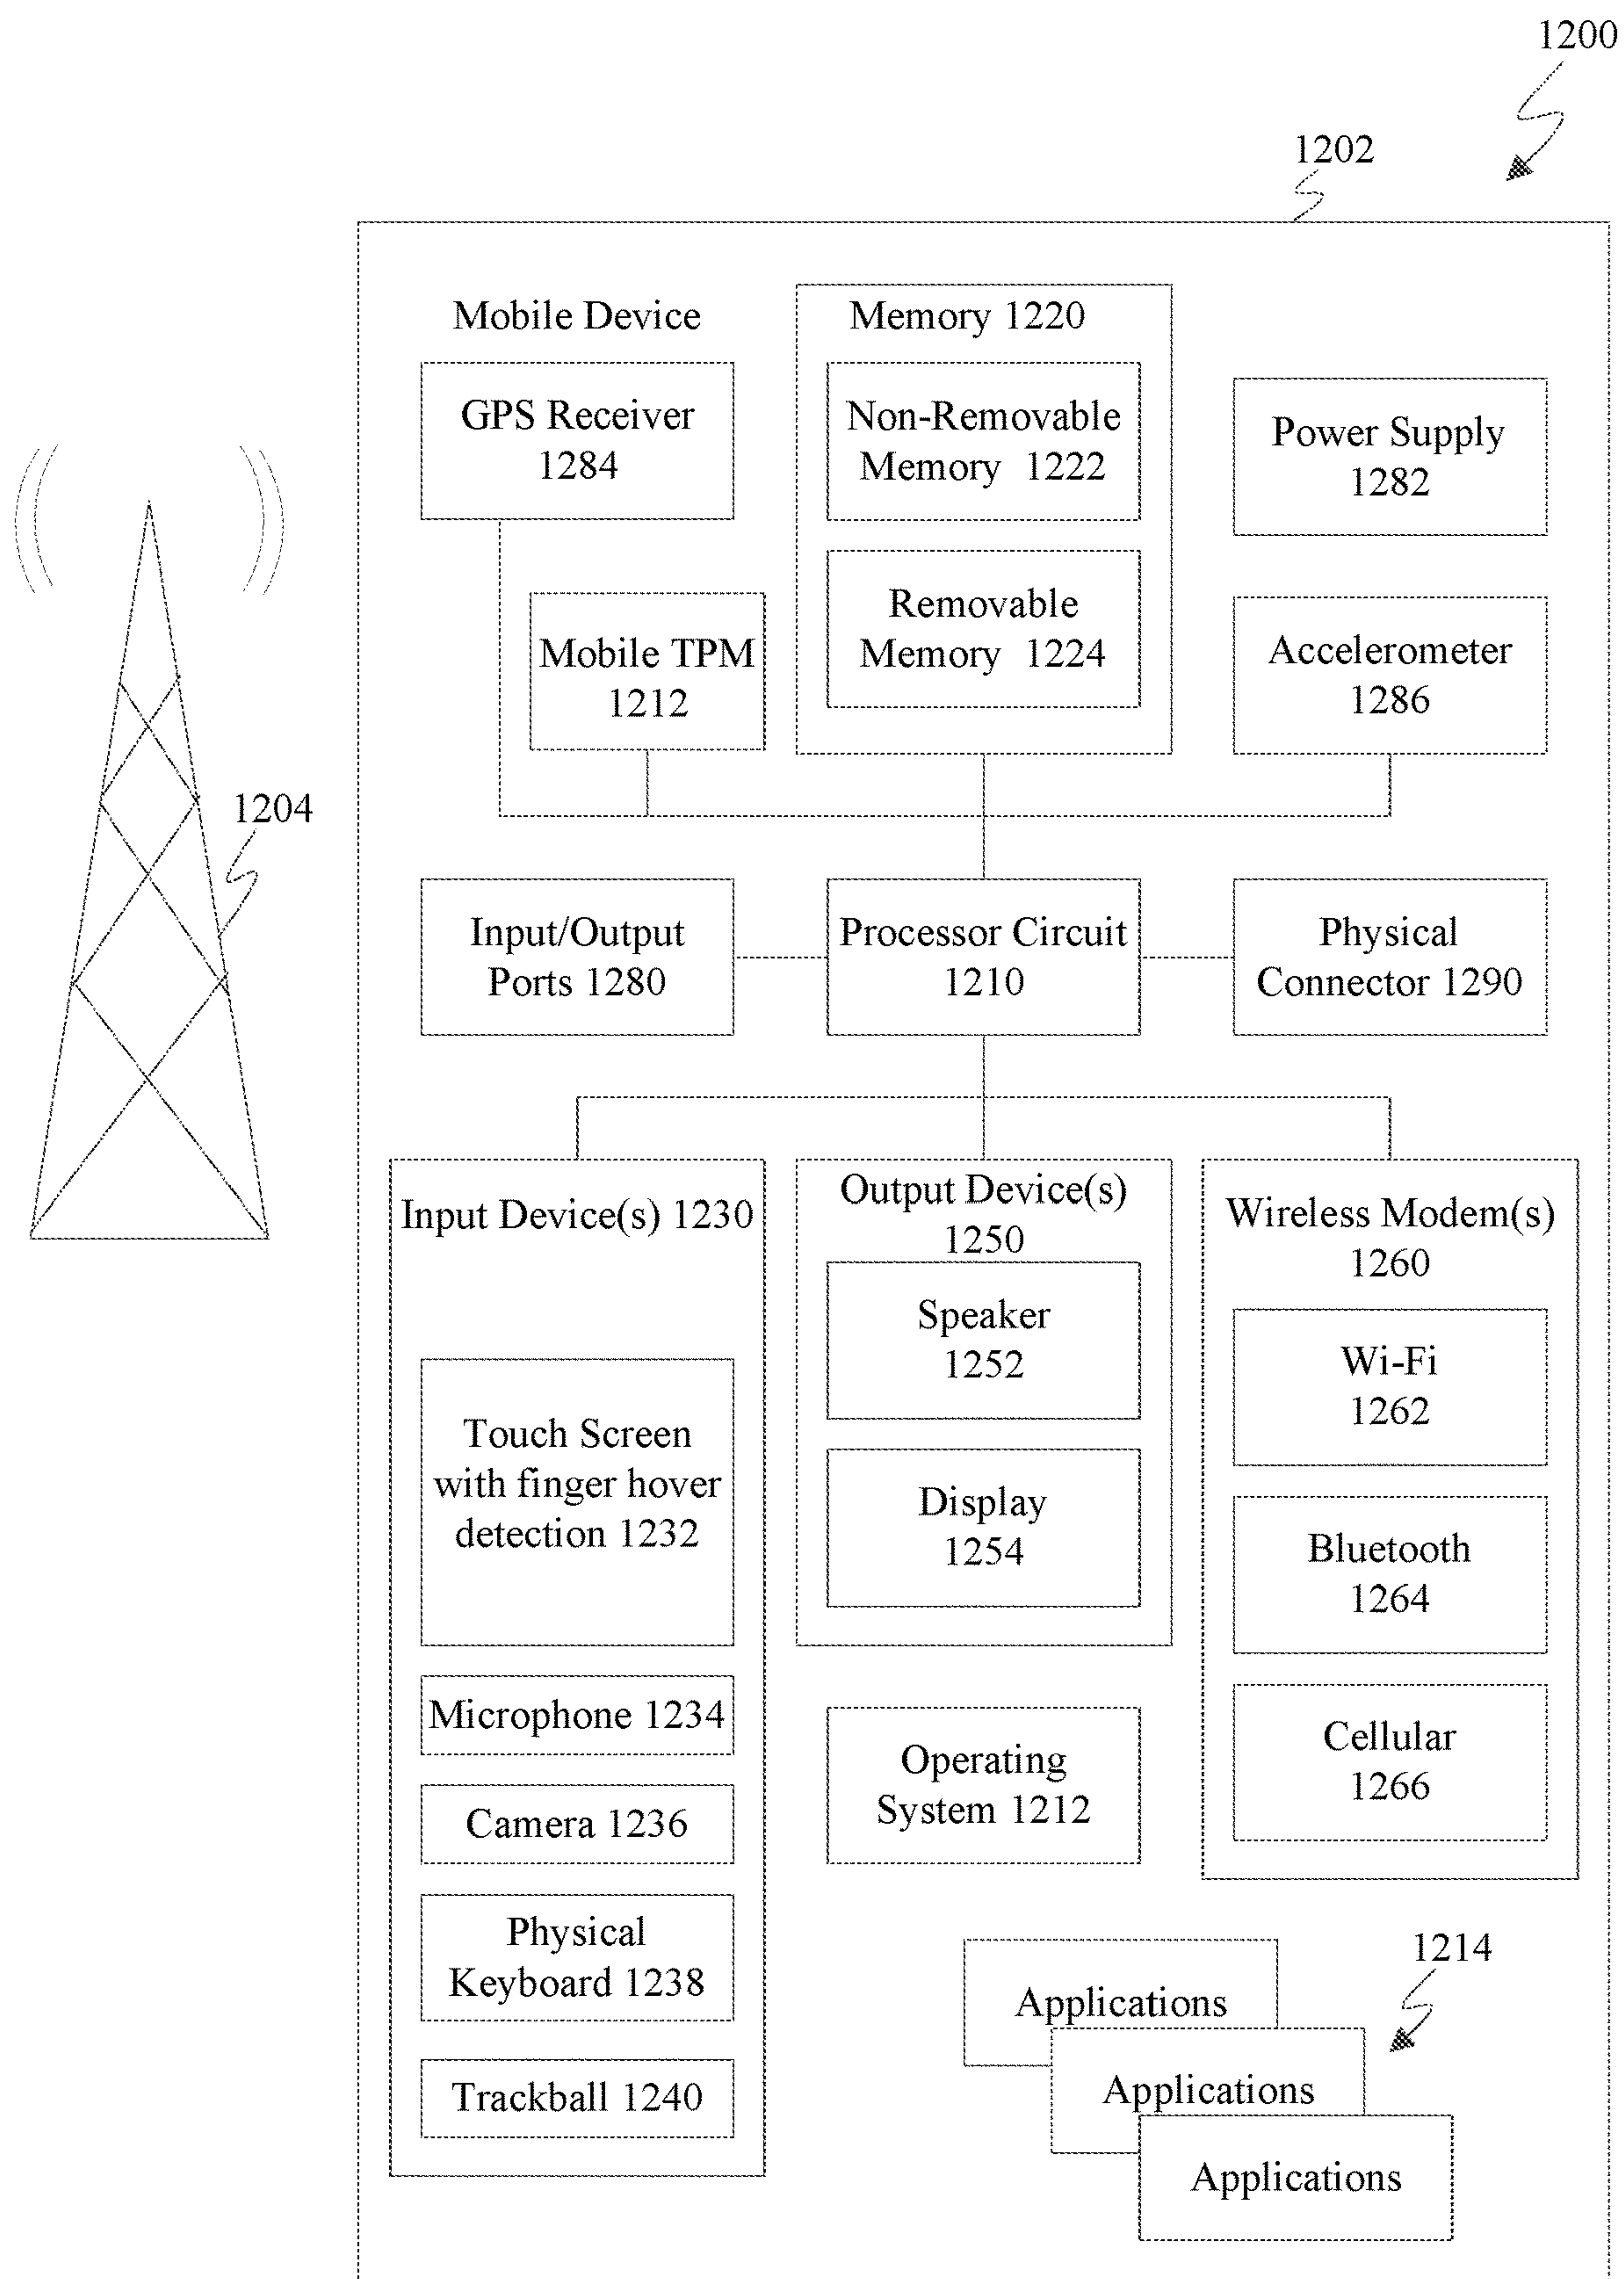 1200
1202
Mobile Device
Memory 1220
GPS Receiver
1284
Non-Removable
Memory 1222
Power Supply
1282
Mobile TPM
1212
Removable
Memory 1224
Accelerometer
1286
1204
Input/Output
Ports 1280
Processor Circuit
1210
Physical
Connector 1290
Input Device(s) 1230
Touch Screen
with finger hover
detection 1232
Microphone 1234
Camera 1236
Physical
Keyboard 1238
Trackball 1240
Output Device(s)
1250
Speaker
1252
Display
1254
Operating
System 1212
Wireless Modem(s)
1260
Wi-Fi
1262
Bluetooth
1264
Cellular
1266
1214
Applications
Applications
Applications